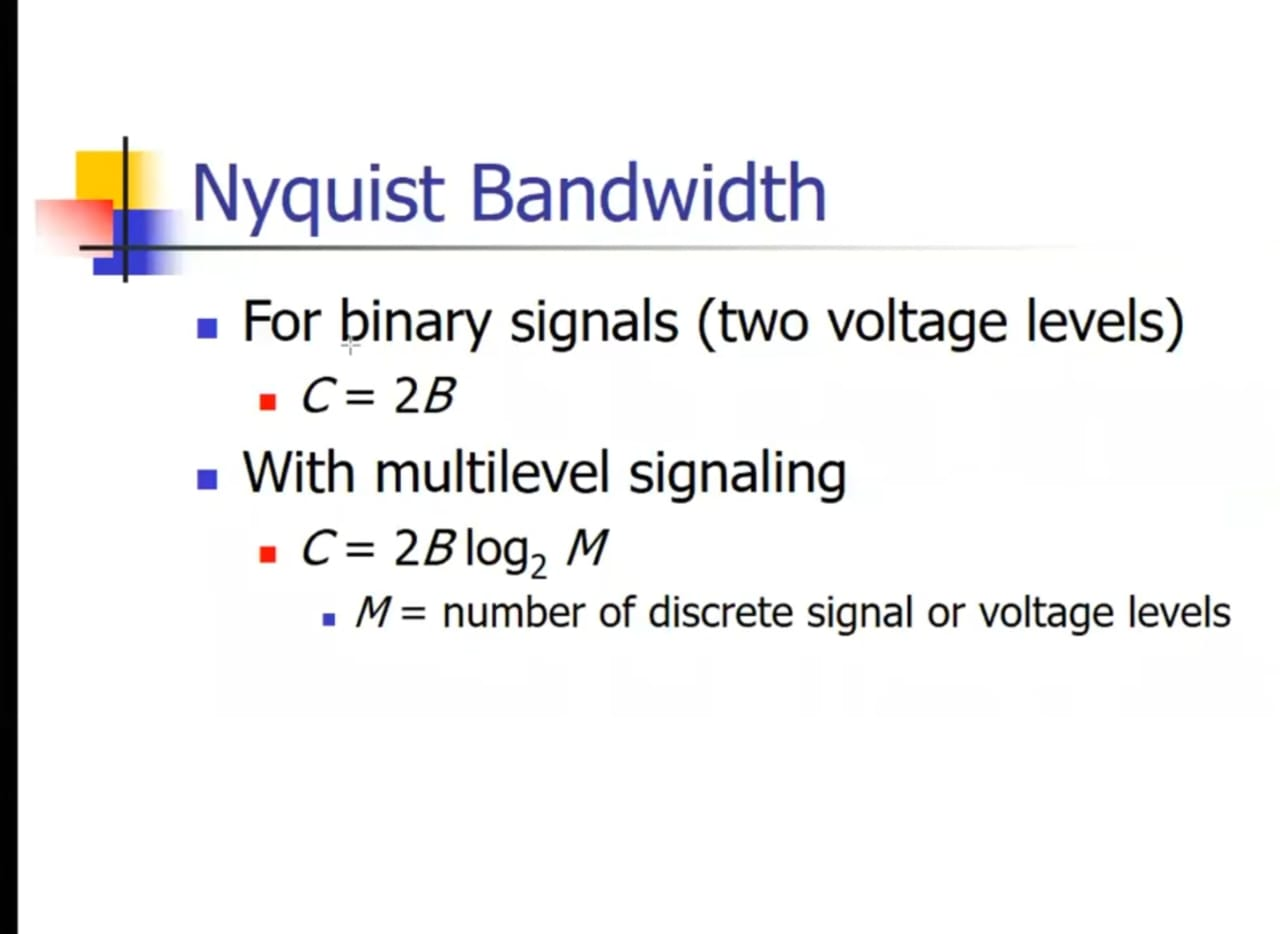 Nyquist Bandwidth
For binary signals (two voltage levels)
C = 2B
With multilevel signaling
C = 2B log₂ M
M = number of discrete signal or voltage levels